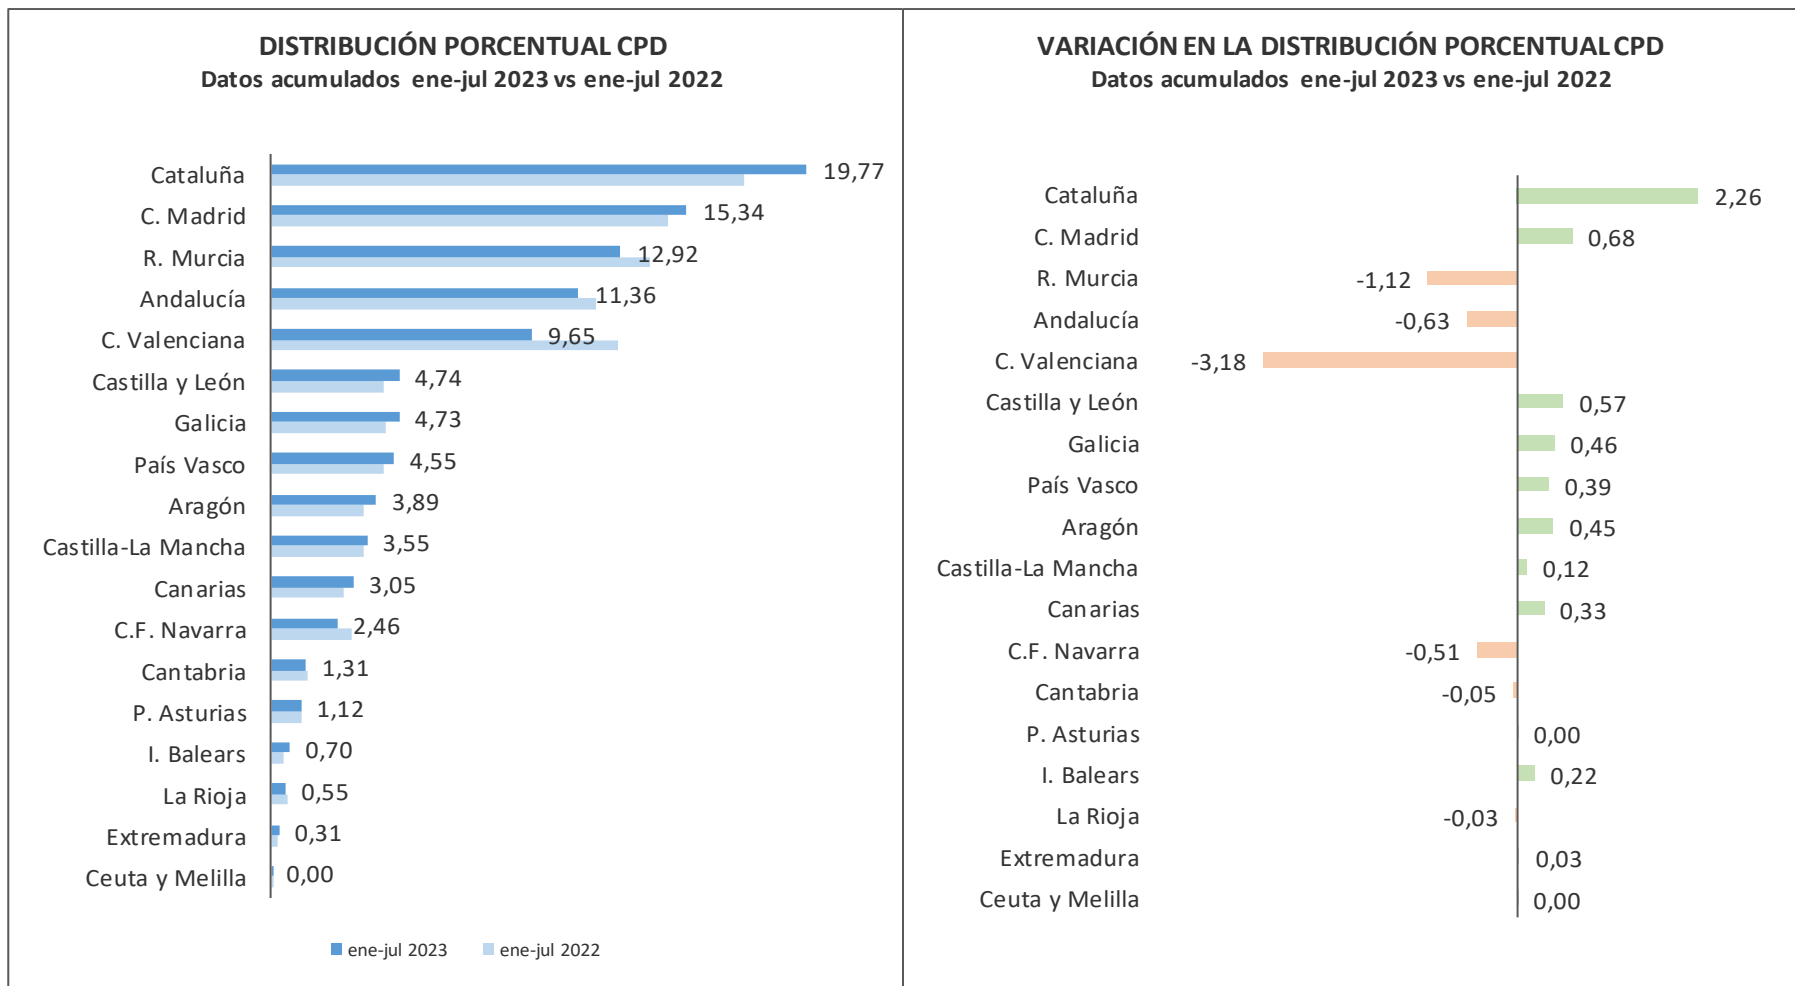 DISTRIBUCIÓN PORCENTUAL CPD
Datos acumulados ene-jul 2023 vs ene-jul 2022
Cataluña 19,77
C. Madrid 15,34
R. Murcia 12,92
Andalucía 11,36
C. Valenciana 9,65
Castilla y León 4,74
Galicia 4,73
País Vasco 4,55
Aragón 3,89
Castilla-La Mancha 3,55
Canarias 3,05
C.F. Navarra 2,46
Cantabria 1,31
P. Asturias 1,12
I. Balears 0,70
La Rioja 0,55
Extremadura 0,31
Ceuta y Melilla 0,00
ene-jul 2023 ene-jul 2022
VARIACIÓN EN LA DISTRIBUCIÓN PORCENTUAL CPD
Datos acumulados ene-jul 2023 vs ene-jul 2022
Cataluña 2,26
C. Madrid 0,68
R. Murcia -1,12
Andalucía -0,63
C. Valenciana -3,18
Castilla y León 0,57
Galicia 0,46
País Vasco 0,39
Aragón 0,45
Castilla-La Mancha 0,12
Canarias 0,33
C.F. Navarra -0,51
Cantabria -0,05
P. Asturias 0,00
I. Balears 0,22
La Rioja -0,03
Extremadura 0,03
Ceuta y Melilla 0,00